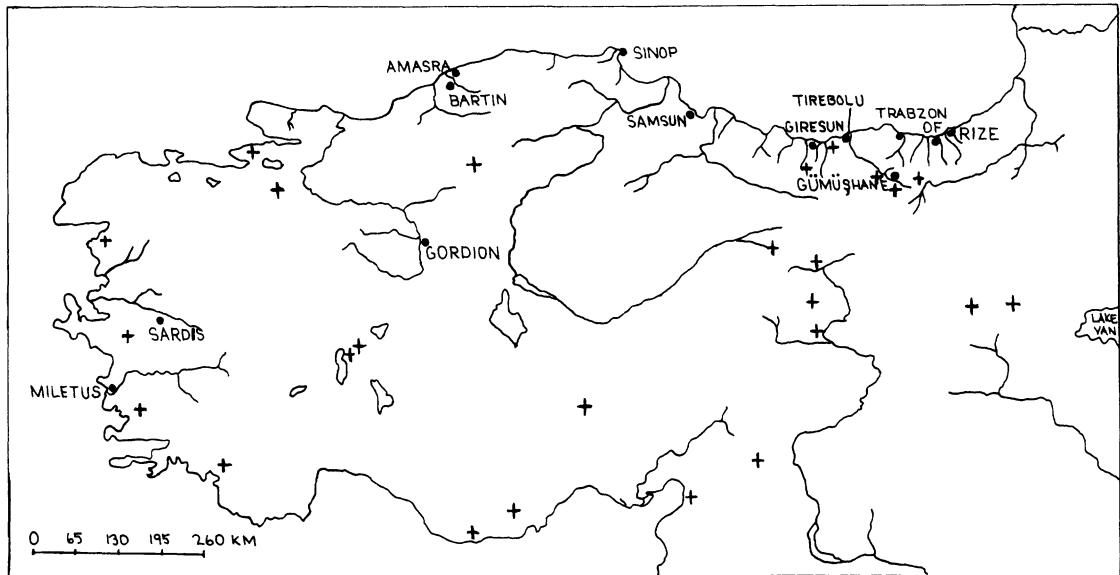 SINOP
AMASRA
BARTIN
SAMSUN
TIREBOLU
GIRESUN
TRABZON
OF
RIZE
GÜMÜŞHANE
GORDION
SARDIS
MILETUS
LAKE
VAN
0 65 130 195 260 KM